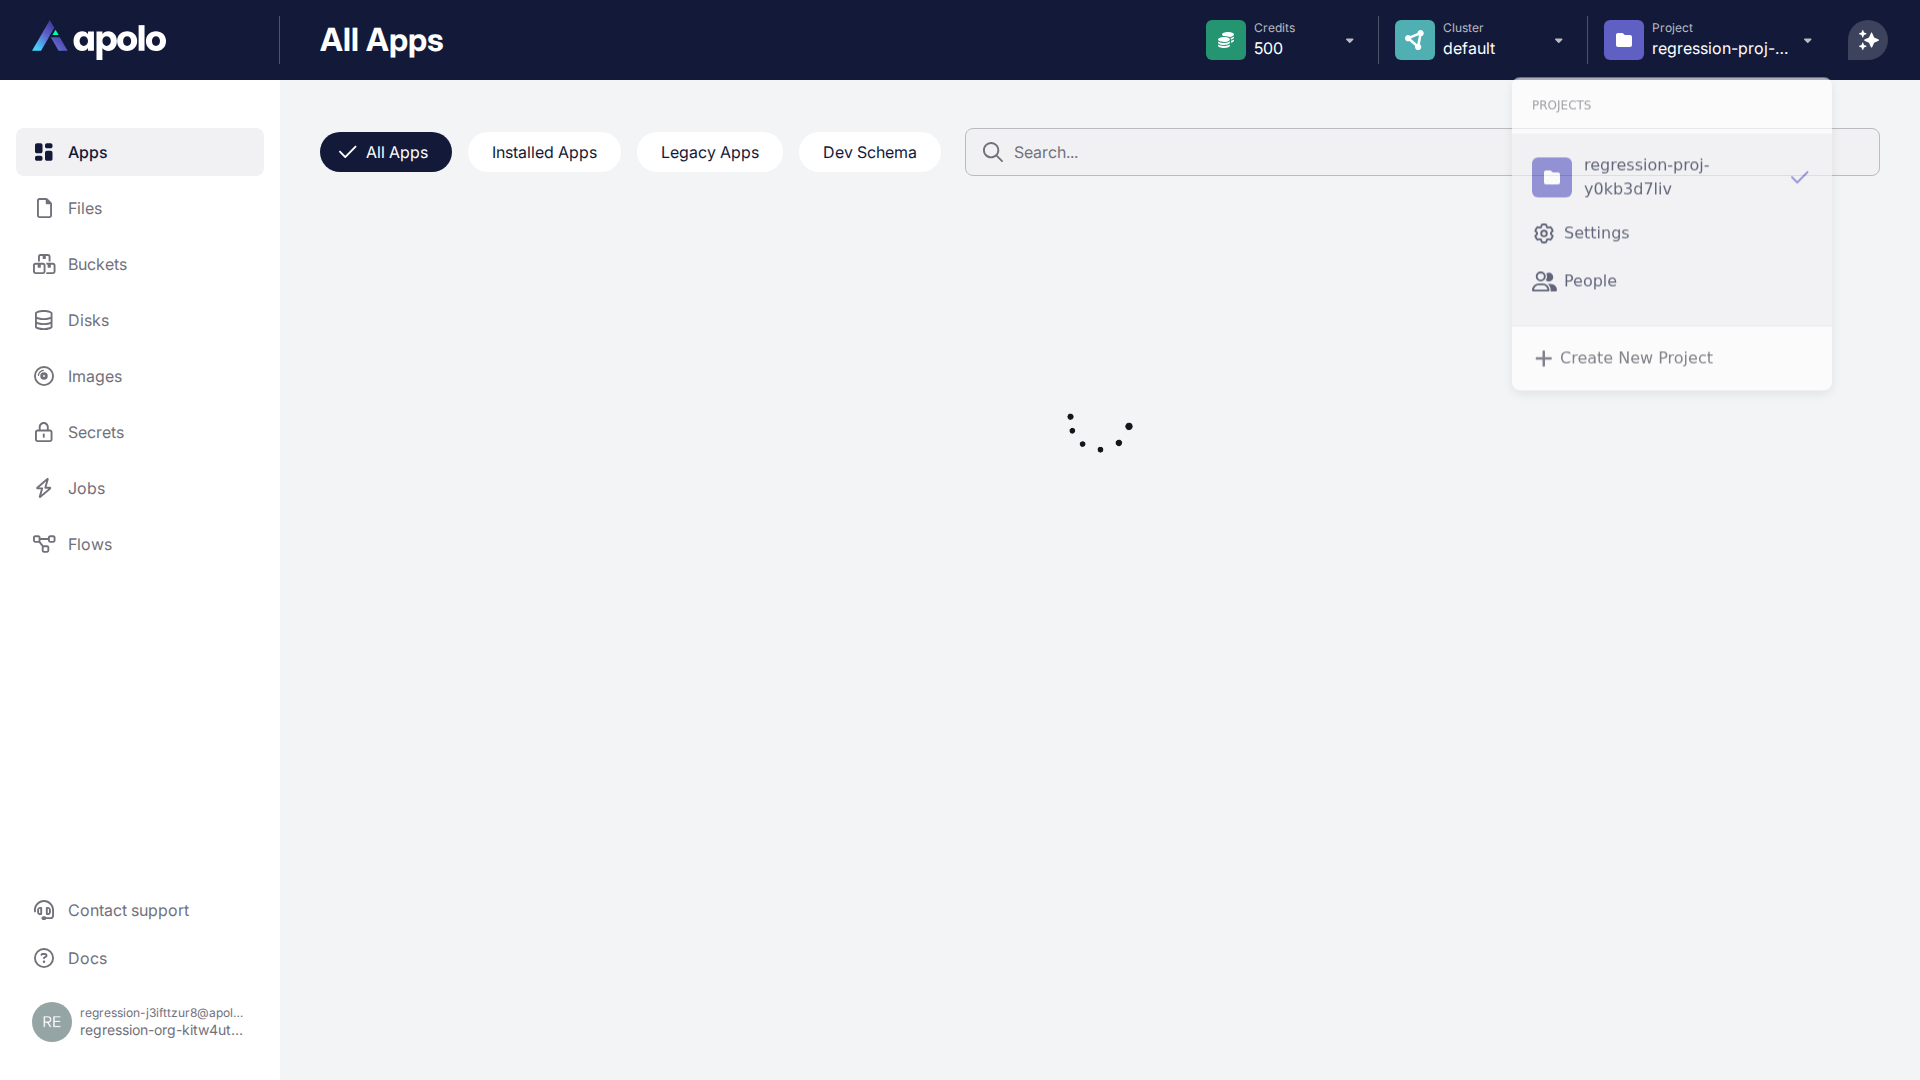 apolo
All Apps
Credits
500
Cluster
default
Project
regression-proj-...
PROJECTS
regression-proj-
y0kb3d7liv
Settings
People
Create New Project
Apps
Files
Buckets
Disks
Images
Secrets
Jobs
Flows
All Apps
Installed Apps
Legacy Apps
Dev Schema
Search...
Contact support
Docs
RE
regression-j3ifttzur8@apol...
regression-org-kitw4ut...